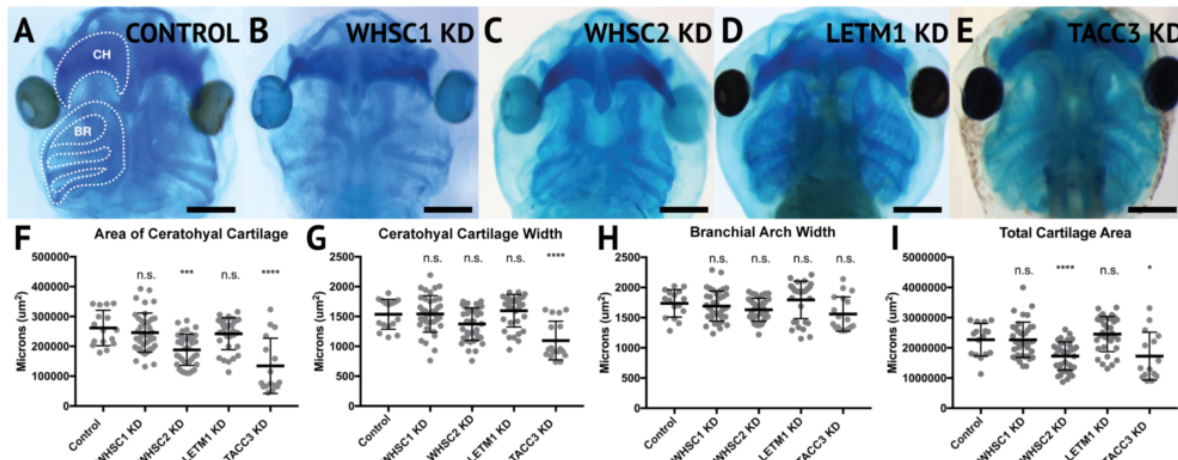 A CONTROL
CH
BR
B WHSC1 KD
C WHSC2 KD
D LETM1 KD
E TACC3 KD
F Area of Ceratohyal Cartilage
Microns (um²)
500000
400000
300000
200000
100000
0
n.s.
***
n.s.
****
Control
WHSC1 KD
WHSC2 KD
LETM1 KD
TACC3 KD
G Ceratohyal Cartilage Width
Microns (um²)
2500
2000
1500
1000
500
0
n.s.
n.s.
n.s.
****
Control
WHSC1 KD
WHSC2 KD
LETM1 KD
TACC3 KD
H Branchial Arch Width
Microns (um²)
2500
2000
1500
1000
500
0
n.s.
n.s.
n.s.
n.s.
Control
WHSC1 KD
WHSC2 KD
LETM1 KD
TACC3 KD
I Total Cartilage Area
Microns (um²)
5000000
4000000
3000000
2000000
1000000
0
n.s.
****
n.s.
*
Control
WHSC1 KD
WHSC2 KD
LETM1 KD
TACC3 KD